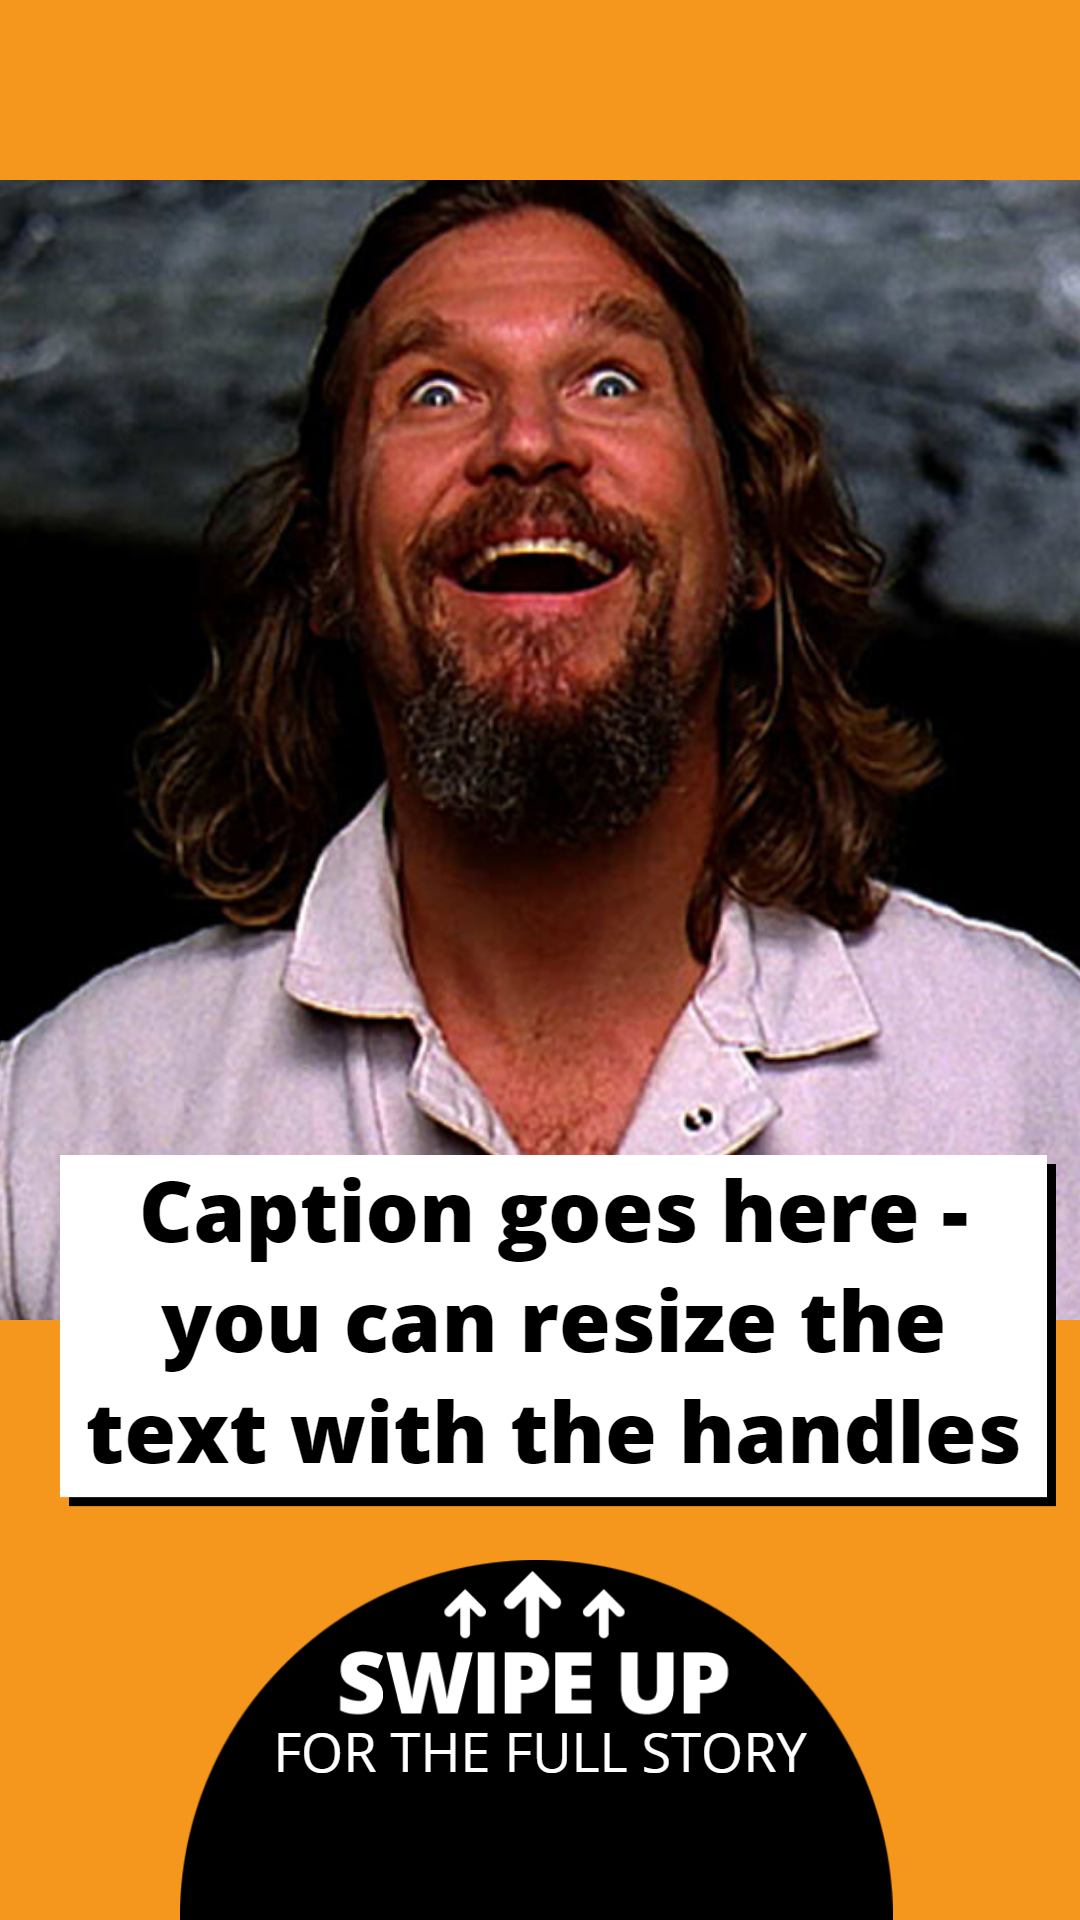 Caption goes here -
you can resize the
text with the handles
SWIPE UP
FOR THE FULL STORY